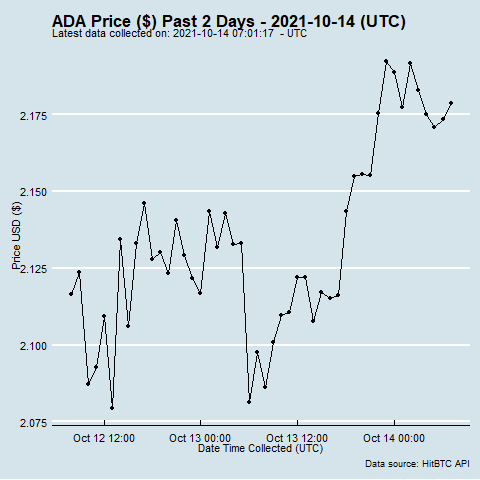 ADA Price ($) Past 2 Days - 2021-10-14 (UTC)
Latest data collected on: 2021-10-14 07:01:17 - UTC
2.175
2.150
2.125
2.100
2.075
Price USD ($)
Oct 12 12:00
Oct 13 00:00
Oct 13 12:00
Oct 14 00:00
Date Time Collected (UTC)
Data source: HitBTC API